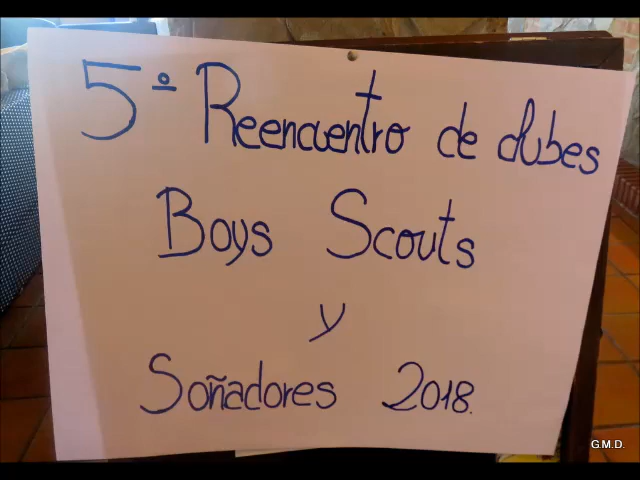 5º Reencuentro de clubes
Boys Scouts
y
Soñadores 2018.
G.M.D.